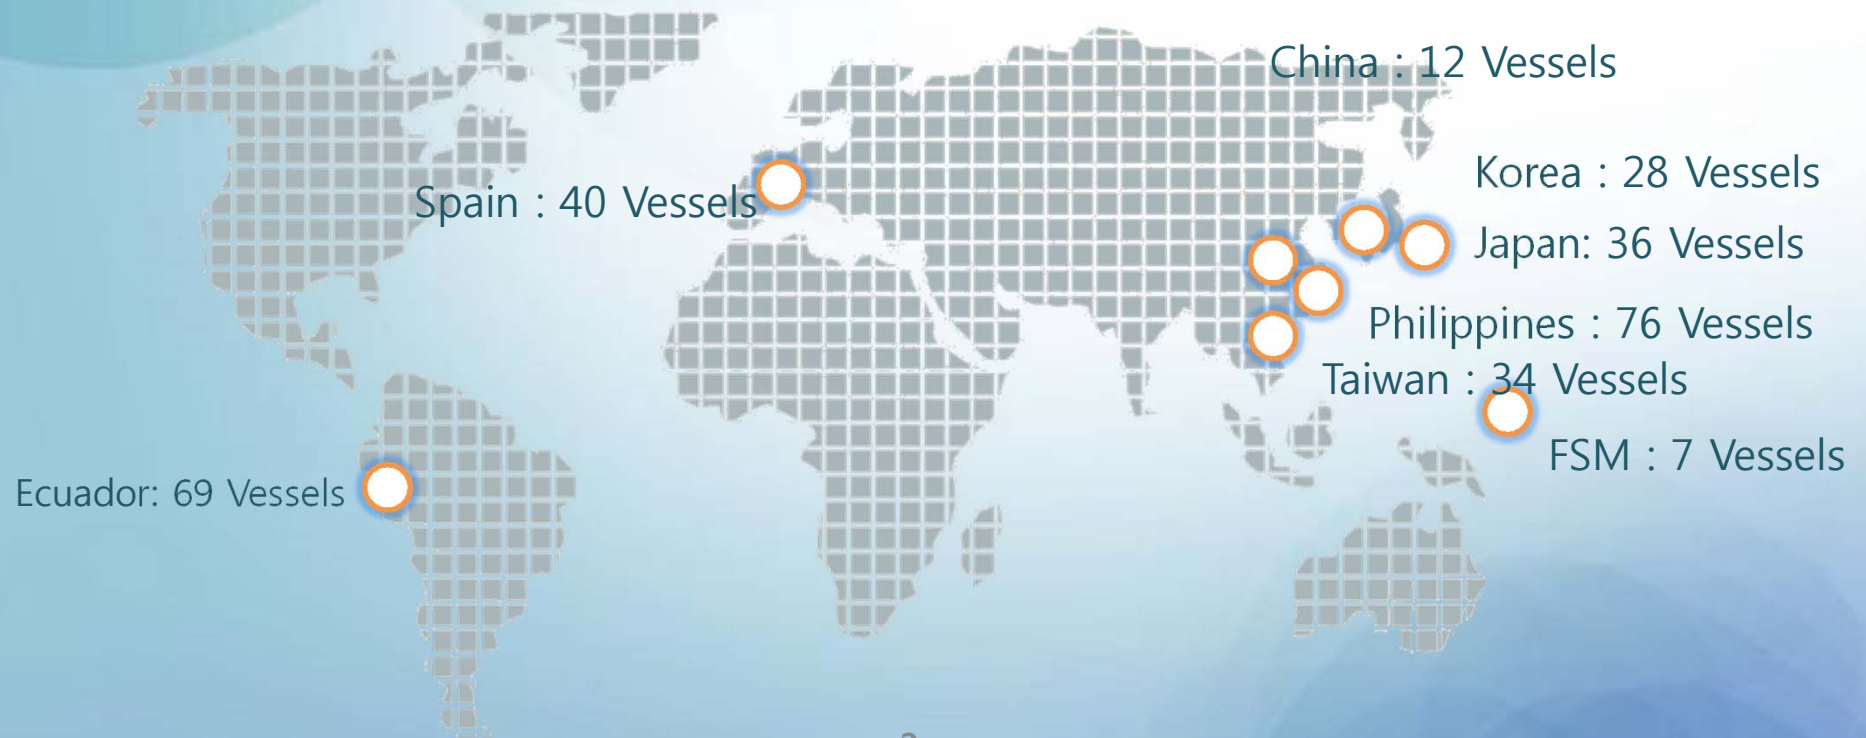 China : 12 Vessels
Korea : 28 Vessels
Spain : 40 Vessels
Japan: 36 Vessels
Philippines : 76 Vessels
Taiwan : 34 Vessels
FSM : 7 Vessels
Ecuador: 69 Vessels